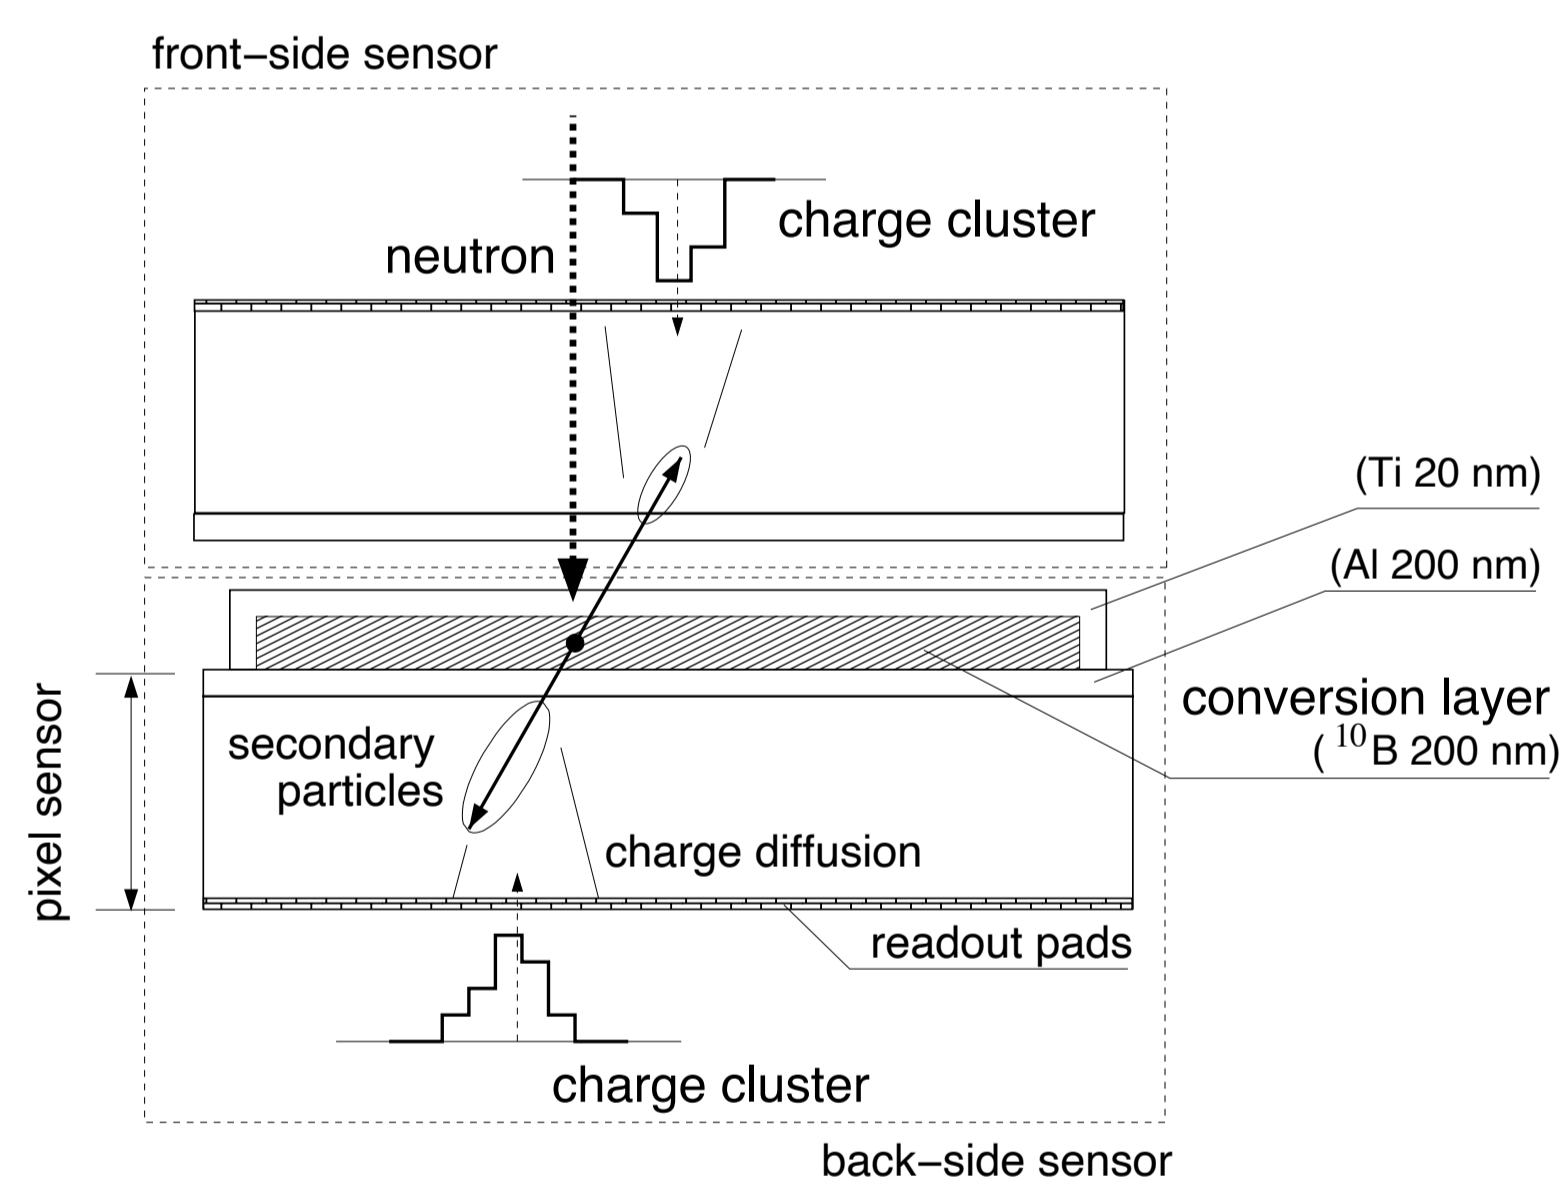 front–side sensor
charge cluster
neutron
(Ti 20 nm)
(Al 200 nm)
conversion layer
( ¹⁰B 200 nm)
secondary
particles
pixel sensor
charge diffusion
readout pads
charge cluster
back–side sensor